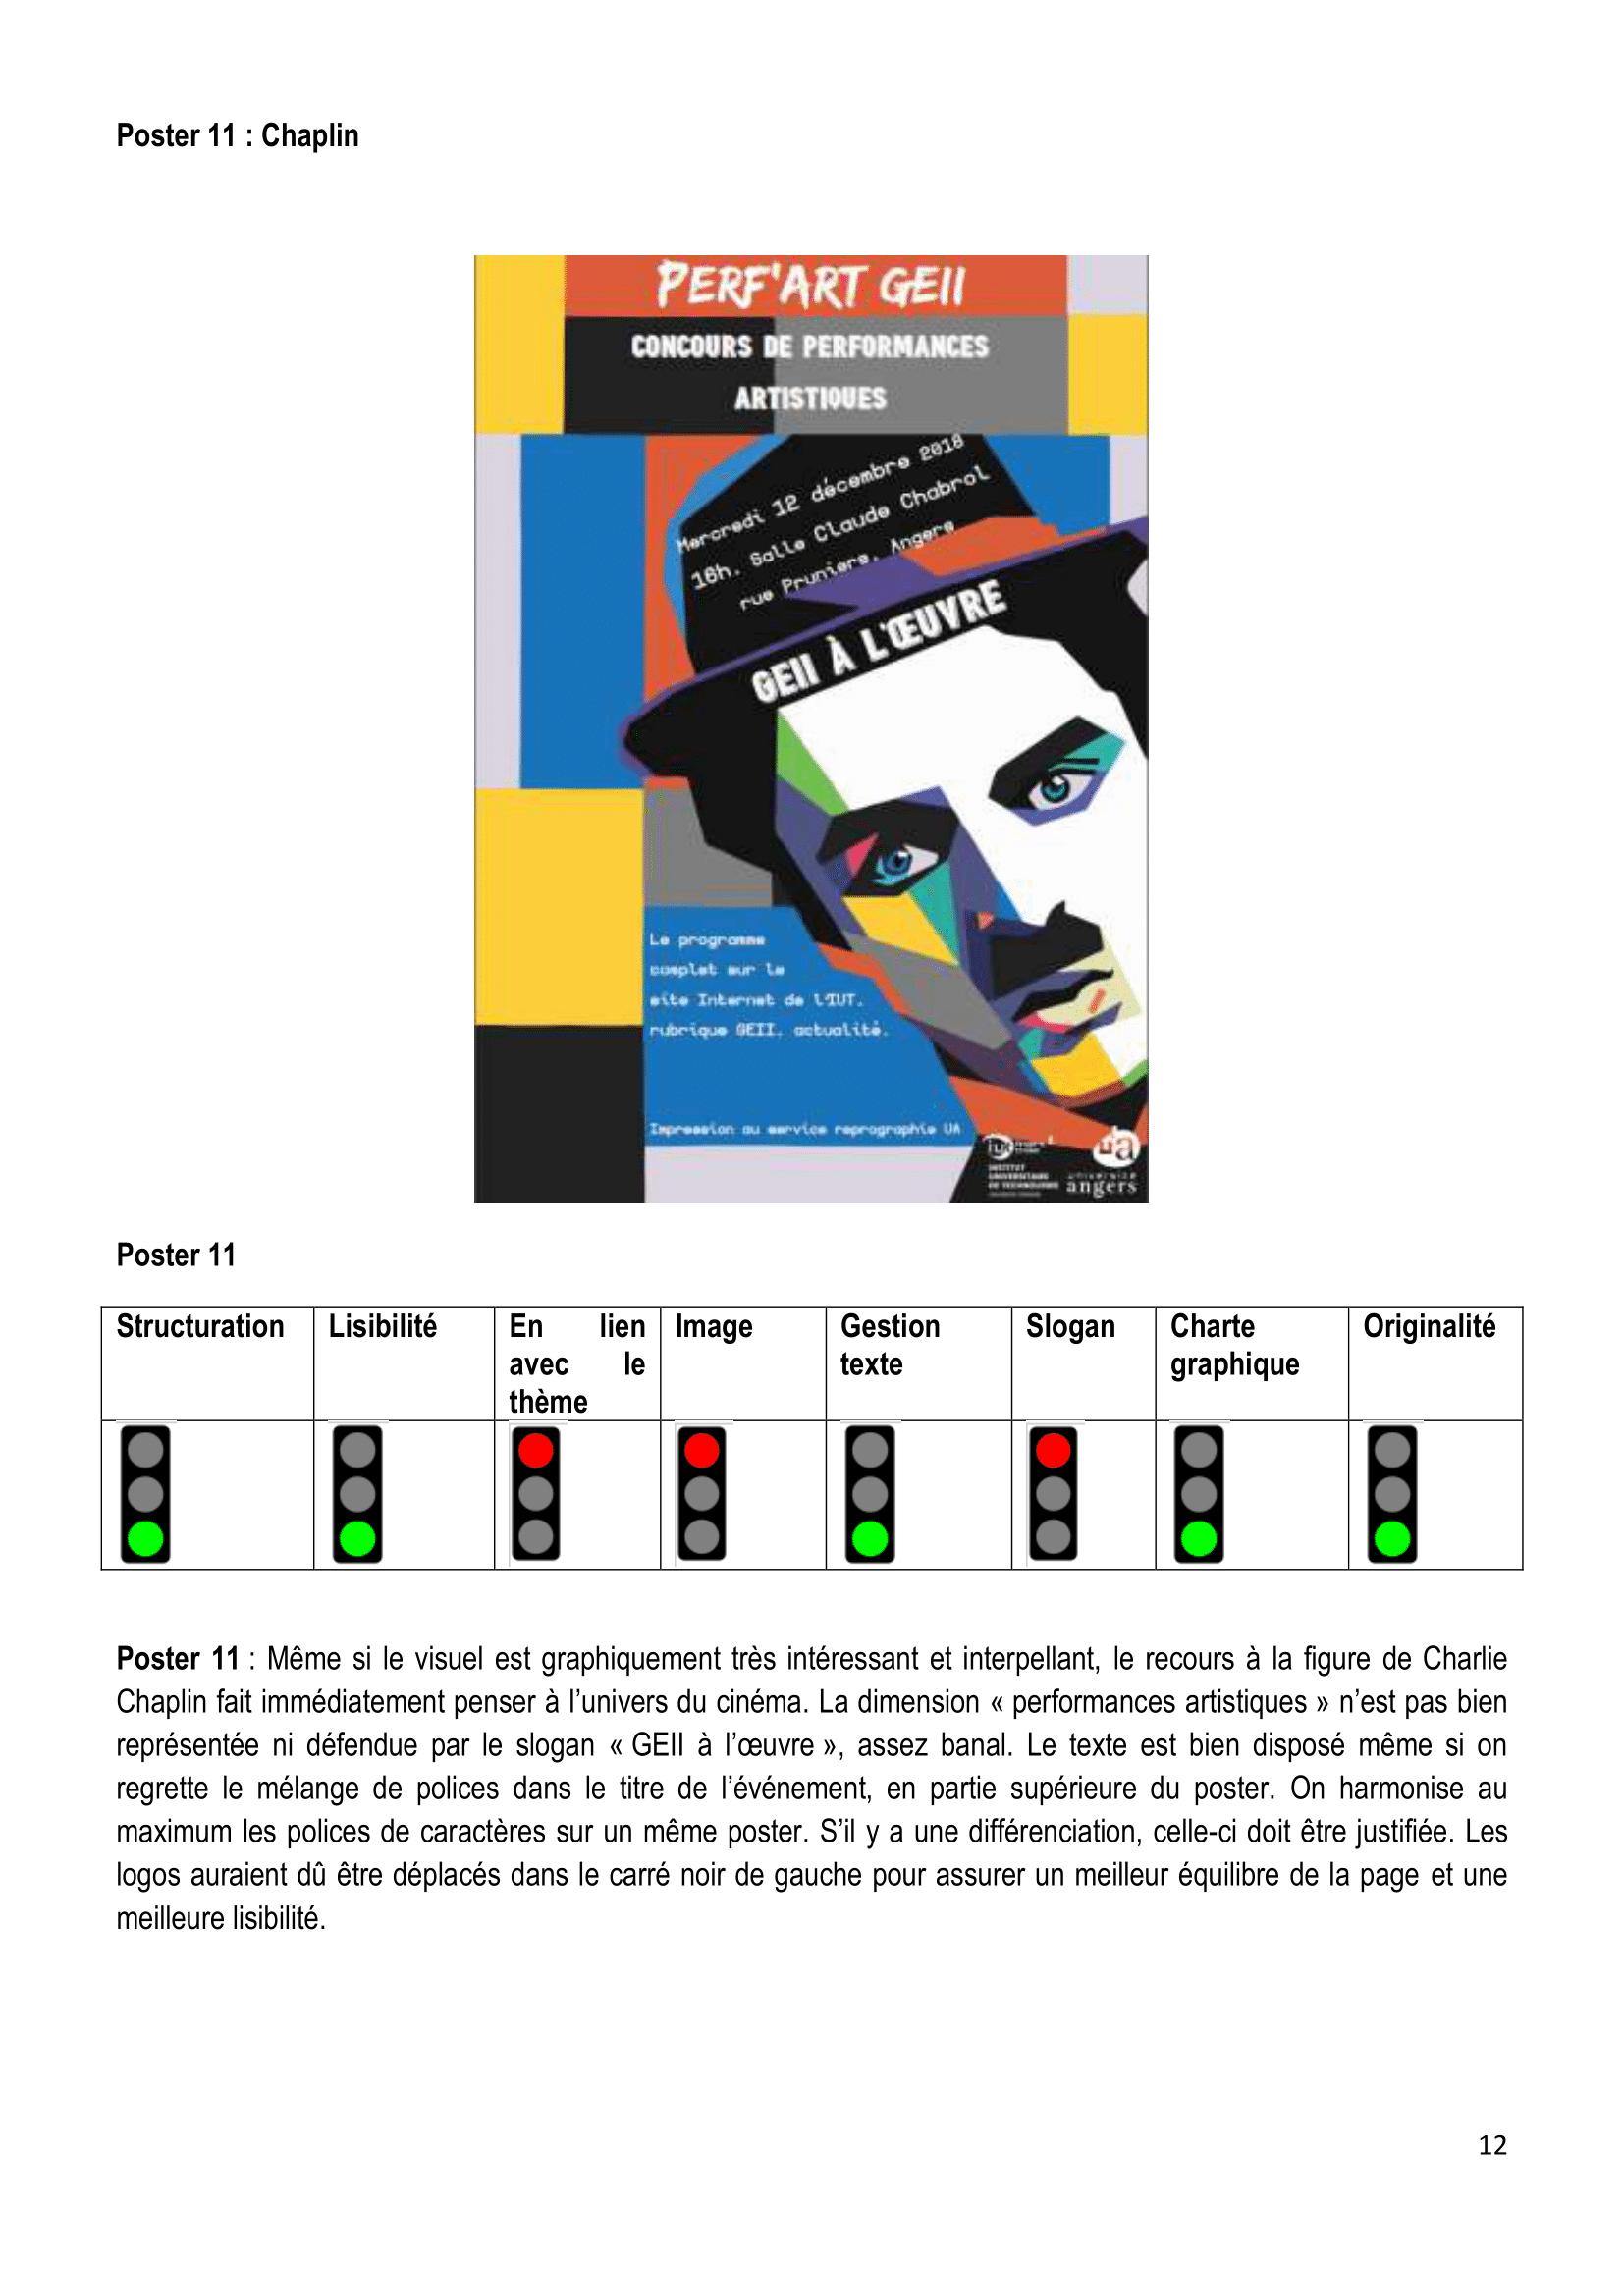 Poster 11 : Chaplin
PERF'ART GEII
CONCOURS DE PERFORMANCES
ARTISTIQUES
Mercredi 12 décembre 2018
16h. Salle Claude Chabrol
rue Pruniers. Angers
GEII À L'ŒUVRE
Le programme
complet sur le
site Internet de l'IUT.
rubrique GEII. actualité.
Impression au service reprographie UA
iut
INSTITUT
UNIVERSITAIRE
DE TECHNOLOGIE
ua
université
angers
Poster 11
Structuration Lisibilité En lien avec le thème Image Gestion texte Slogan Charte graphique Originalité
Poster 11 : Même si le visuel est graphiquement très intéressant et interpellant, le recours à la figure de Charlie
Chaplin fait immédiatement penser à l’univers du cinéma. La dimension « performances artistiques » n’est pas bien
représentée ni défendue par le slogan « GEII à l’œuvre », assez banal. Le texte est bien disposé même si on
regrette le mélange de polices dans le titre de l’événement, en partie supérieure du poster. On harmonise au
maximum les polices de caractères sur un même poster. S’il y a une différenciation, celle-ci doit être justifiée. Les
logos auraient dû être déplacés dans le carré noir de gauche pour assurer un meilleur équilibre de la page et une
meilleure lisibilité.
12